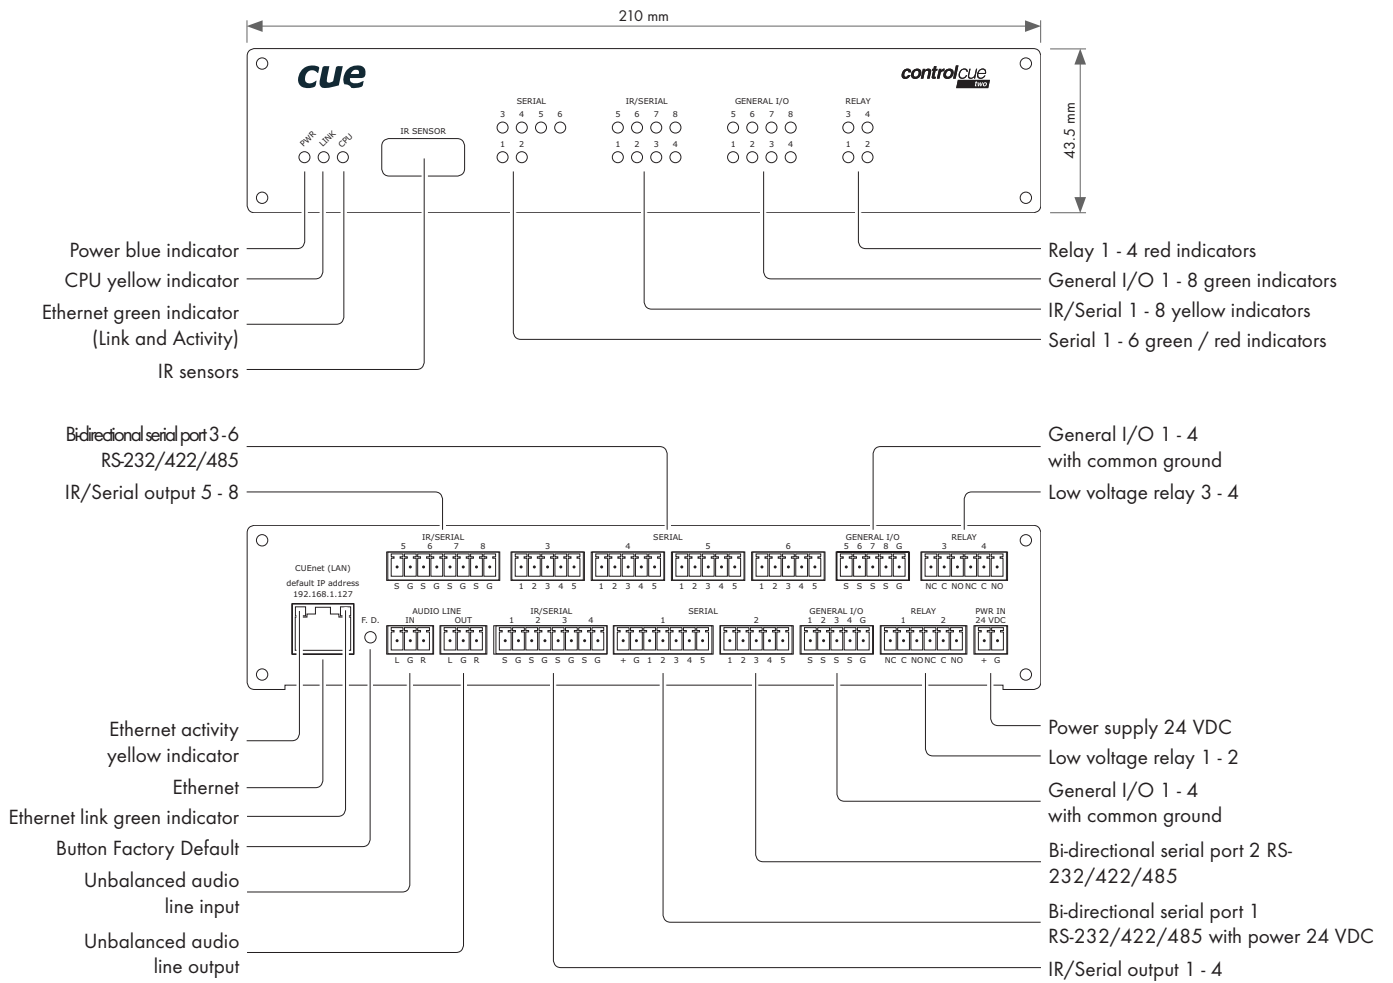 210 mm
cue
controlcue
two
43.5 mm
SERIAL
IR/SERIAL
GENERAL I/O
RELAY
3 4 5 6
5 6 7 8
5 6 7 8
3 4
PWR
LINK
CPU
IR SENSOR
1 2
1 2 3 4
1 2 3 4
1 2
Power blue indicator
CPU yellow indicator
Ethernet green indicator
(Link and Activity)
IR sensors
Relay 1 - 4 red indicators
General I/O 1 - 8 green indicators
IR/Serial 1 - 8 yellow indicators
Serial 1 - 6 green / red indicators
Bi-directional serial port 3 - 6
RS-232/422/485
IR/Serial output 5 - 8
General I/O 1 - 4
with common ground
Low voltage relay 3 - 4
IR/SERIAL
SERIAL
GENERAL I/O
RELAY
5 6 7 8
3
4
5
6
5 6 7 8 G
3 4
S G S G S G S G
1 2 3 4 5
1 2 3 4 5
1 2 3 4 5
1 2 3 4 5
S S S S G
NC C NO NC C NO
CUEnet (LAN)
default IP address
192.168.1.127
F. D.
AUDIO LINE
IN
OUT
IR/SERIAL
1 2 3 4
SERIAL
1
2
GENERAL I/O
1 2 3 4 G
RELAY
1 2
PWR IN
24 VDC
L G R
L G R
S G S G S G S G
+ G 1 2 3 4 5
1 2 3 4 5
S S S S G
NC C NO NC C NO
+ G
Ethernet activity
yellow indicator
Ethernet
Ethernet link green indicator
Button Factory Default
Unbalanced audio
line input
Unbalanced audio
line output
Power supply 24 VDC
Low voltage relay 1 - 2
General I/O 1 - 4
with common ground
Bi-directional serial port 2 RS-
232/422/485
Bi-directional serial port 1
RS-232/422/485 with power 24 VDC
IR/Serial output 1 - 4